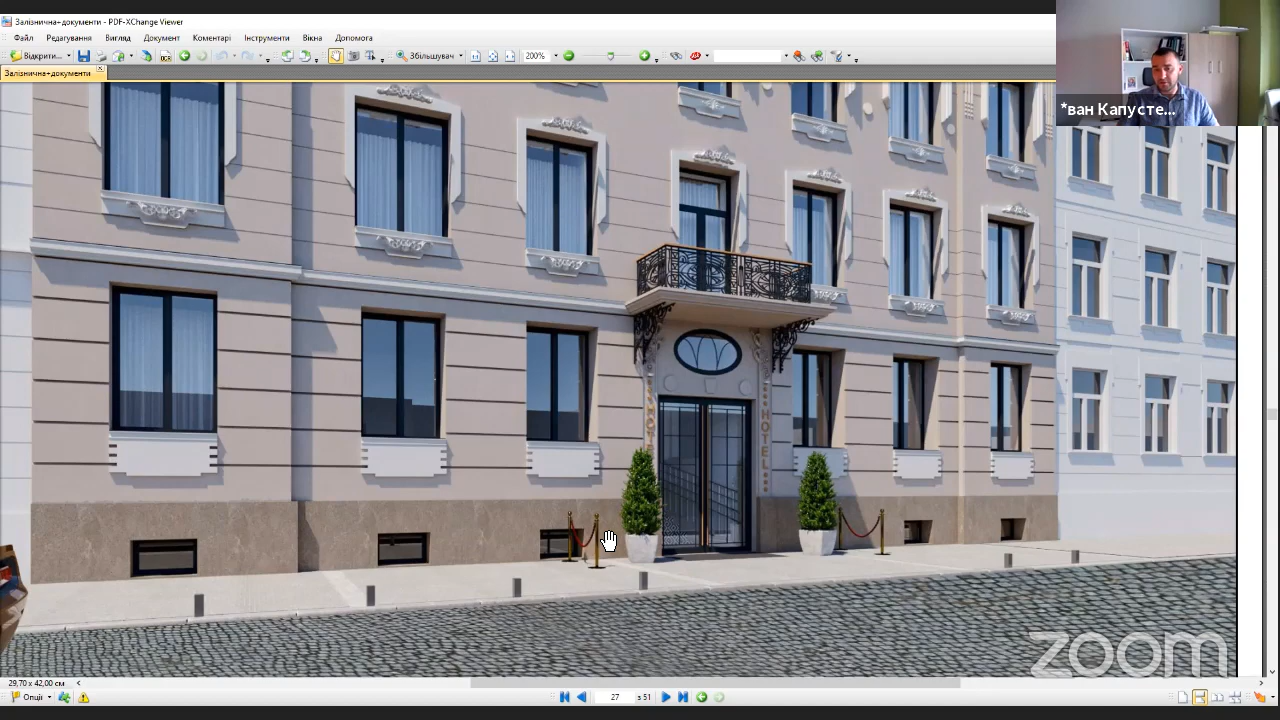 Залізнична+документи - PDF-XChange Viewer
Файл Редагування Вигляд Документ Коментарі Інструменти Вікна Допомога
Відкрити... OCR Збільшувач 200%
Залізнична+документи
*ван Капусте...
HOTEL
zoom
29,70 x 42,00 см
Опції 27 з 51